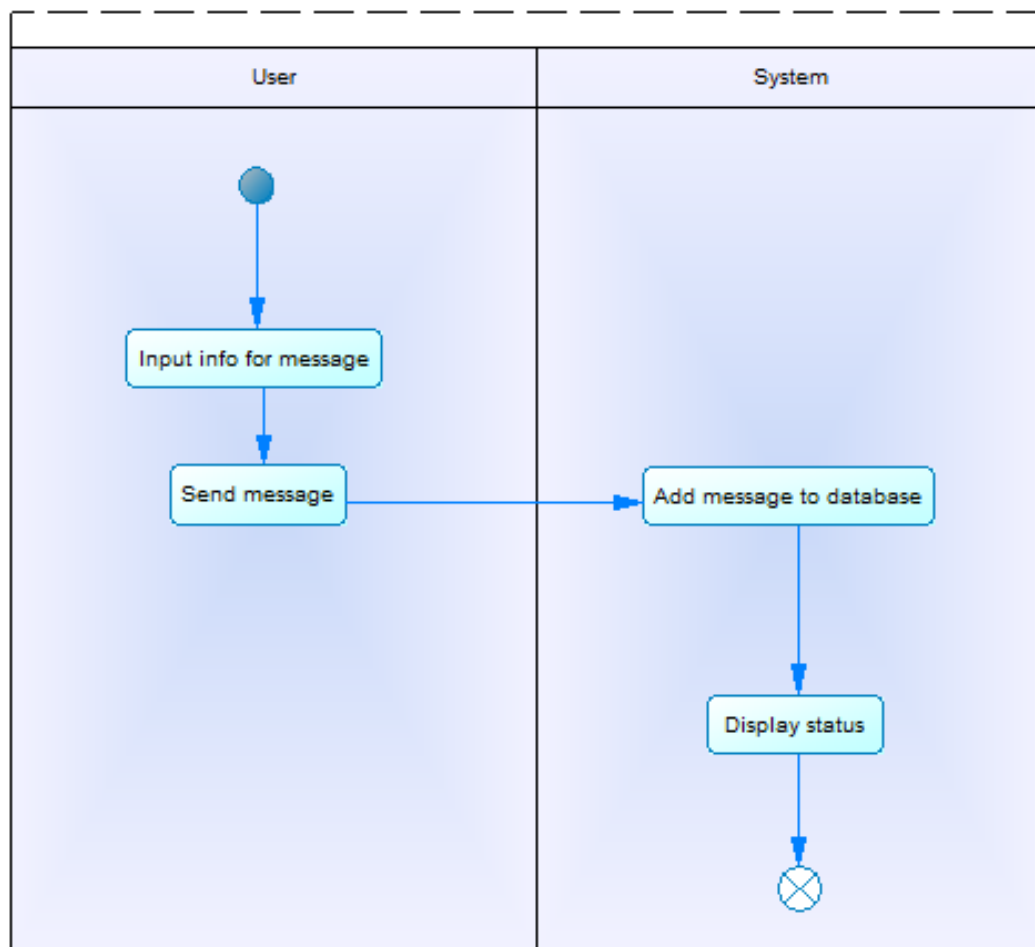 User
System
Input info for message
Send message
Add message to database
Display status